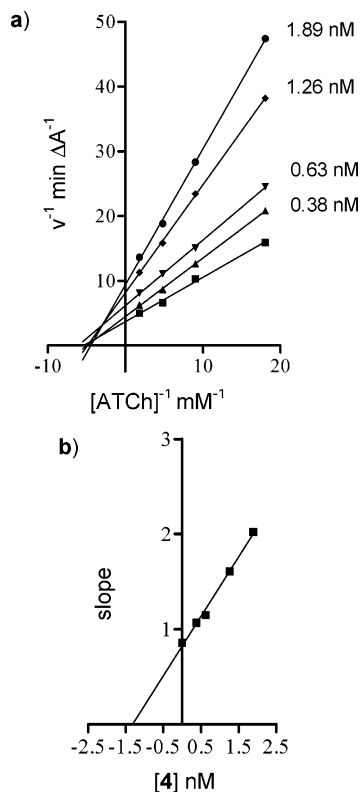 a)
50
1.89 nM
40
1.26 nM
30
0.63 nM
20
0.38 nM
10
v⁻¹ min ΔA⁻¹
-10 0 10 20
[ATCh]⁻¹ mM⁻¹
b)
3
2
1
slope
-2.5 -1.5 -0.5 0.5 1.5 2.5
[4] nM